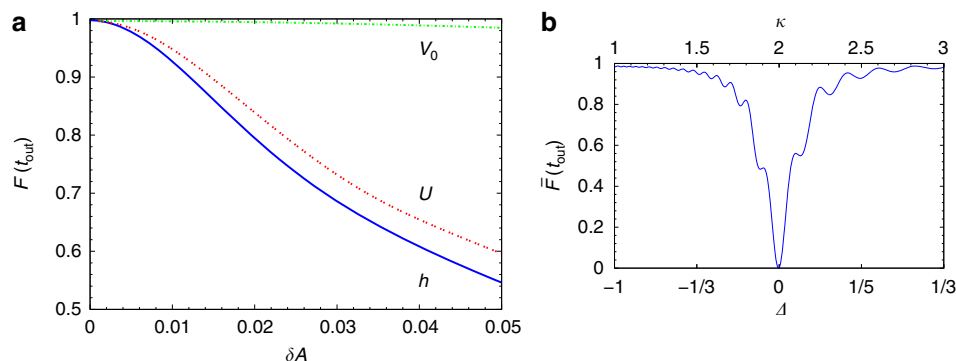 a
F (t_out)
1
0.9
0.8
0.7
0.6
0.5
V_0
U
h
0 0.01 0.02 0.03 0.04 0.05
δA
b
κ
1 1.5 2 2.5 3
F̄ (t_out)
1
0.8
0.6
0.4
0.2
0
−1 −1/3 0 1/5 1/3
Δ